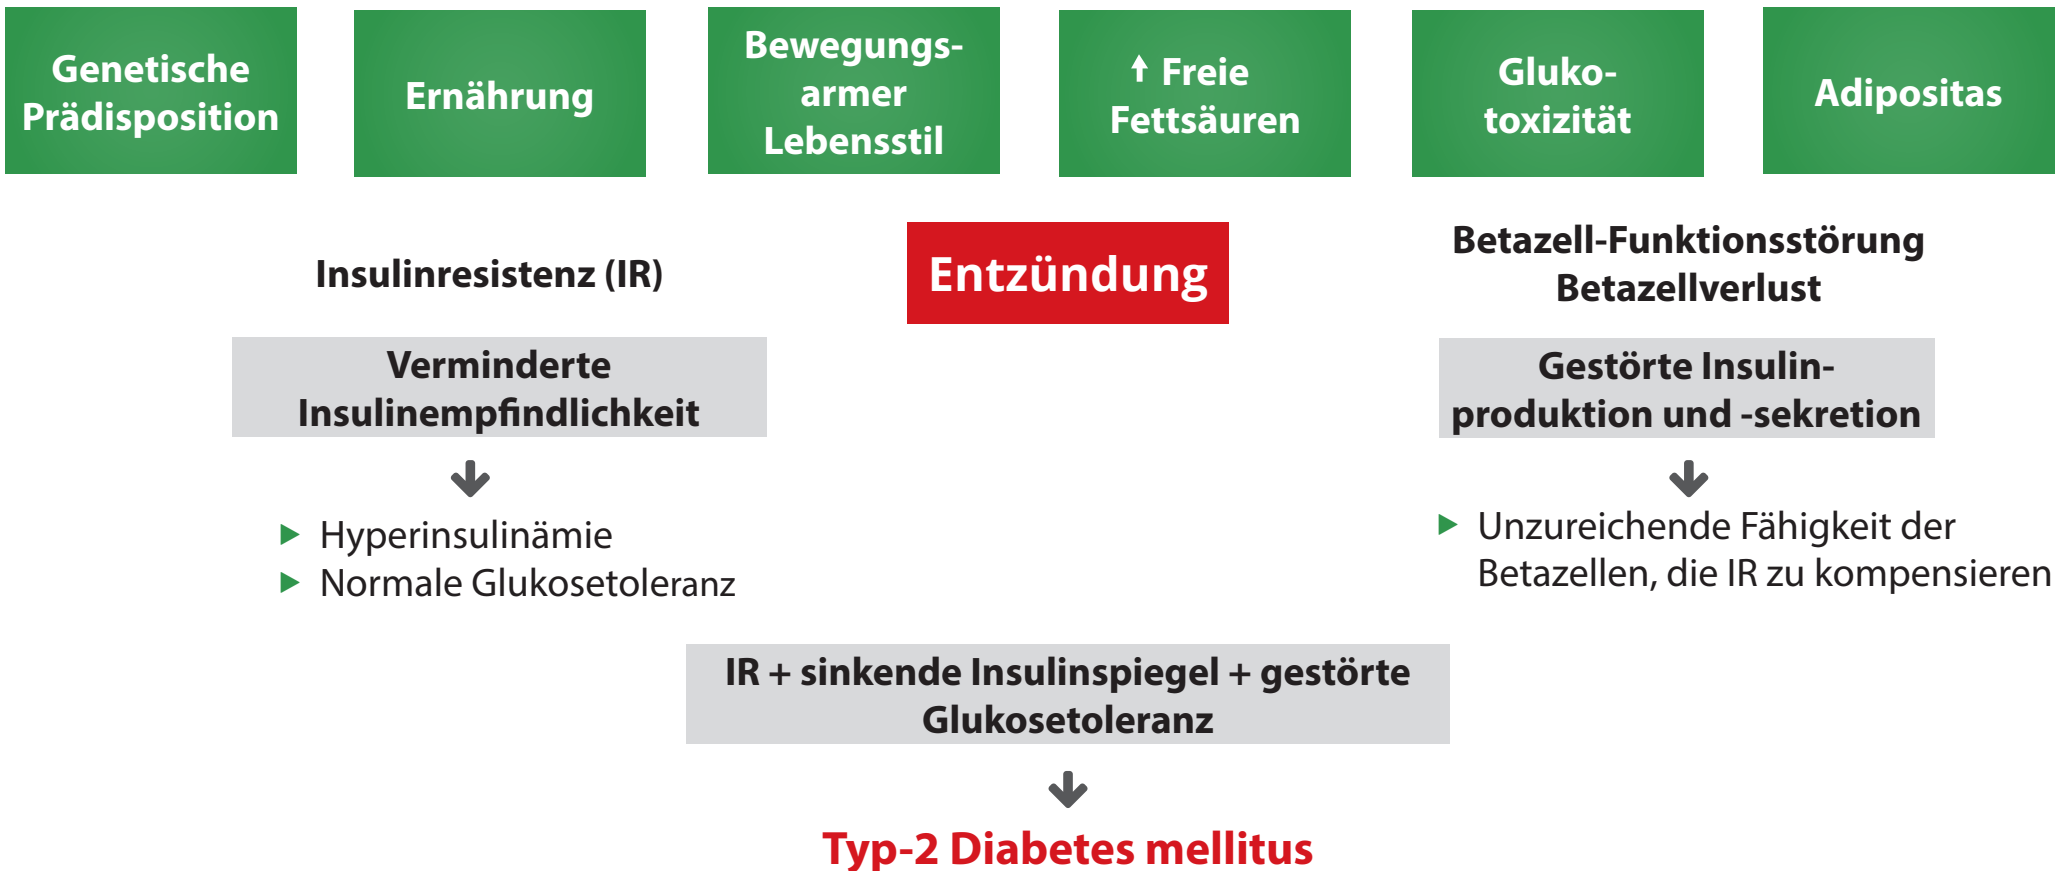 Genetische
Prädisposition
Ernährung
Bewegungs-
armer
Lebensstil
↑ Freie
Fettsäuren
Gluko-
toxizität
Adipositas
Insulinresistenz (IR)
Entzündung
Betazell-Funktionsstörung
Betazellverlust
Verminderte
Insulinempfindlichkeit
Gestörte Insulin-
produktion und -sekretion
Hyperinsulinämie
Normale Glukosetoleranz
Unzureichende Fähigkeit der
Betazellen, die IR zu kompensieren
IR + sinkende Insulinspiegel + gestörte
Glukosetoleranz
Typ-2 Diabetes mellitus